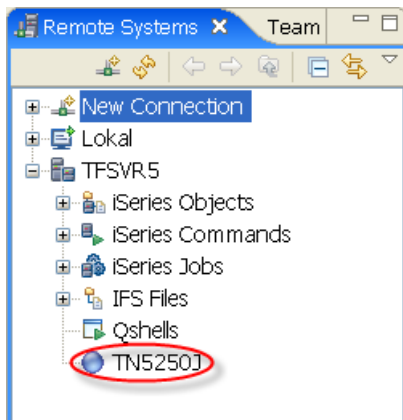 Remote Systems Team
New Connection
Lokal
TFSVR5
iSeries Objects
iSeries Commands
iSeries Jobs
IFS Files
Qshells
TN5250J